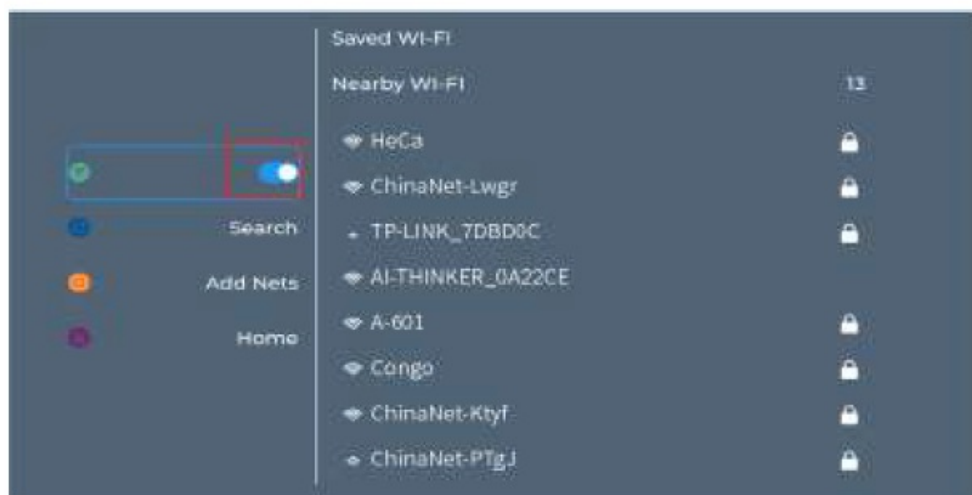 Saved WI-FI
Nearby WI-FI 13
HeCa
ChinaNet-Lwgr
Search
TP-LINK_7DBD0C
Add Nets
AI-THINKER_0A22CE
Home
A-601
Congo
ChinaNet-Ktyf
ChinaNet-PTgJ